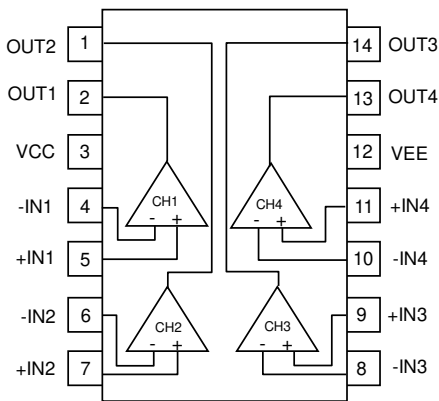 OUT2 1 14 OUT3
OUT1 2 13 OUT4
VCC 3 12 VEE
-IN1 4 CH1 CH4 11 +IN4
- + - +
+IN1 5 10 -IN4
-IN2 6 CH2 CH3 9 +IN3
- + - +
+IN2 7 8 -IN3